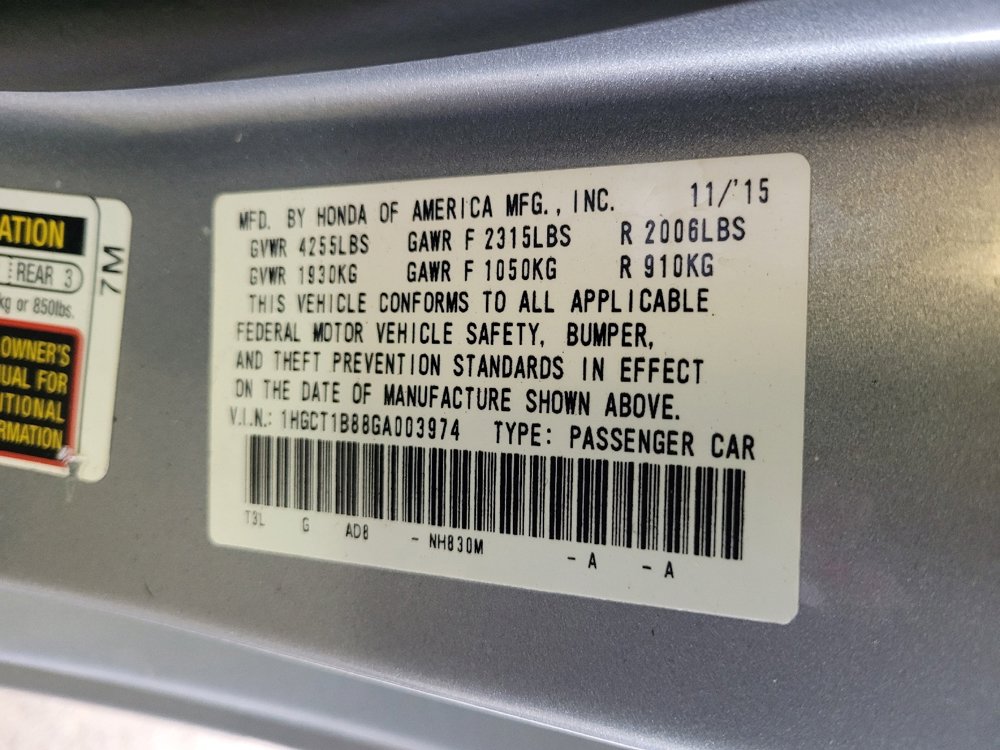 ATION
REAR 3
kg or 850lbs.
OWNER'S
UAL FOR
ITIONAL
RMATION
7M
MFD. BY HONDA OF AMERICA MFG., INC. 11/'15
GVWR 4255LBS GAWR F 2315LBS R 2006LBS
GVWR 1930KG GAWR F 1050KG R 910KG
THIS VEHICLE CONFORMS TO ALL APPLICABLE
FEDERAL MOTOR VEHICLE SAFETY, BUMPER,
AND THEFT PREVENTION STANDARDS IN EFFECT
ON THE DATE OF MANUFACTURE SHOWN ABOVE.
V.I.N.: 1HGCT1B88GA003974 TYPE: PASSENGER CAR
T3L G AD8 - NH830M - A - A